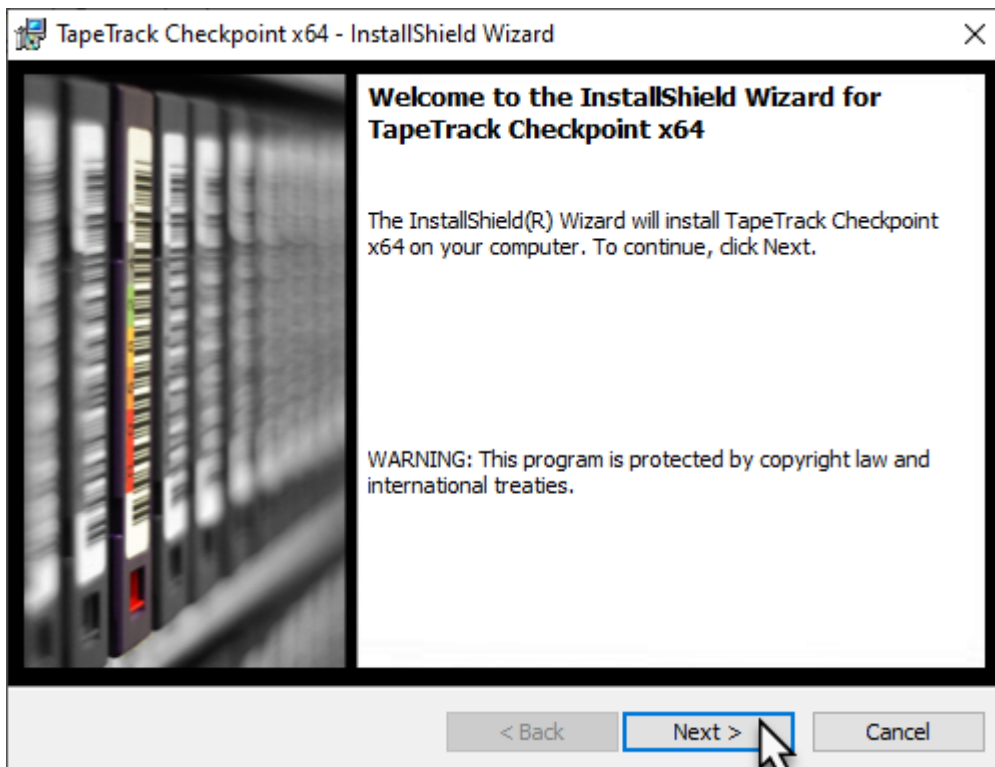 TapeTrack Checkpoint x64 - InstallShield Wizard
Welcome to the InstallShield Wizard for
TapeTrack Checkpoint x64
The InstallShield(R) Wizard will install TapeTrack Checkpoint
x64 on your computer. To continue, click Next.
WARNING: This program is protected by copyright law and
international treaties.
< Back
Next >
Cancel